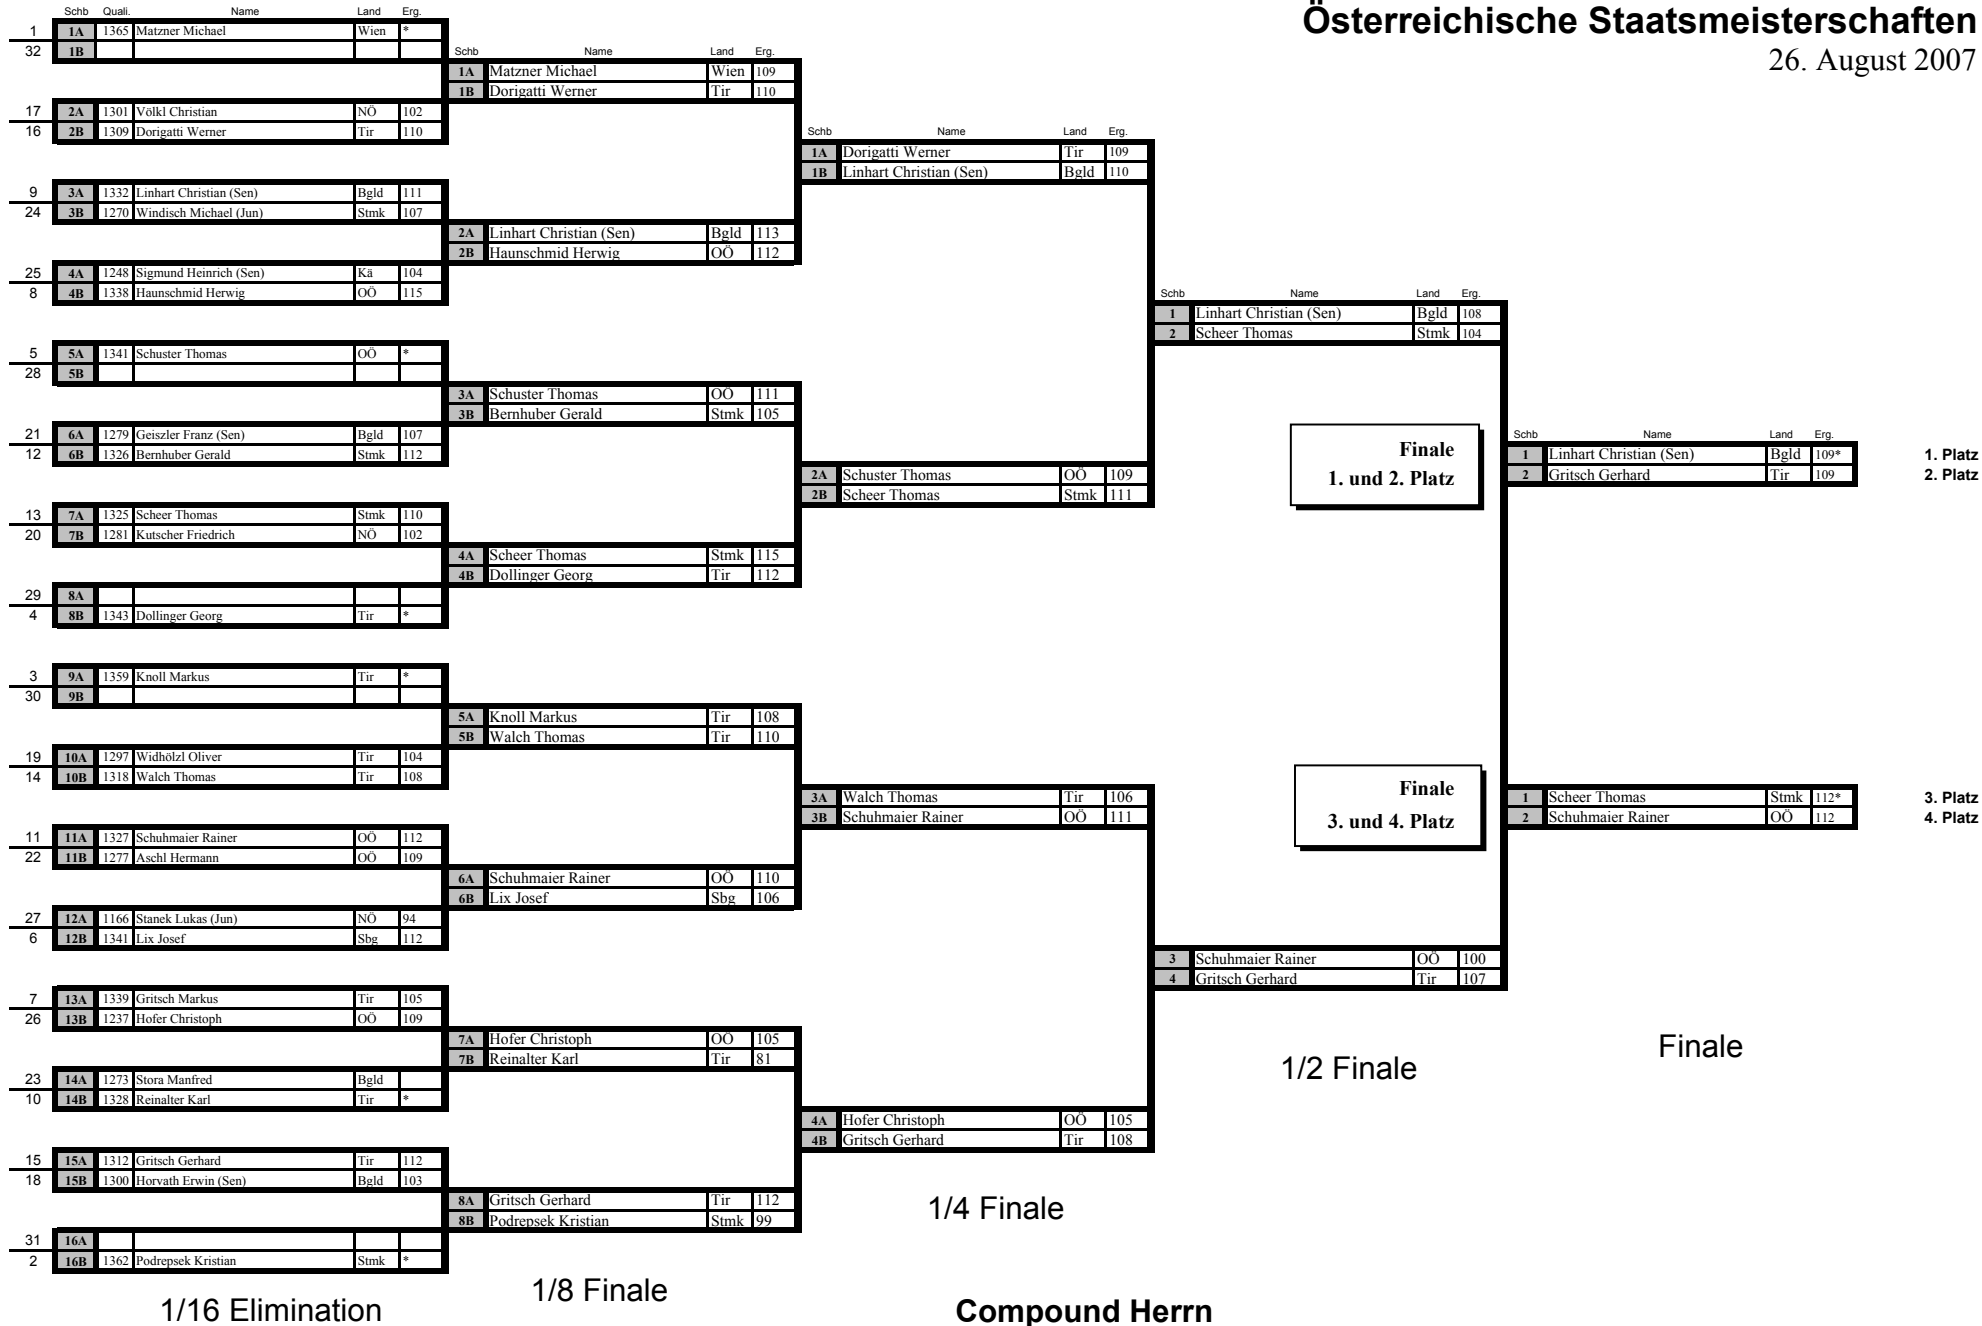 Österreichische Staatsmeisterschaften
26. August 2007
Schb Quali. Name Land Erg.
1 1A 1365 Matzner Michael Wien *
32 1B
17 2A 1301 Völkl Christian NÖ 102
16 2B 1309 Dorigatti Werner Tir 110
9 3A 1332 Linhart Christian (Sen) Bgld 111
24 3B 1270 Windisch Michael (Jun) Stmk 107
25 4A 1248 Sigmund Heinrich (Sen) Kä 104
8 4B 1338 Haunschmid Herwig OÖ 115
5 5A 1341 Schuster Thomas OÖ *
28 5B
21 6A 1279 Geiszler Franz (Sen) Bgld 107
12 6B 1326 Bernhuber Gerald Stmk 112
13 7A 1325 Scheer Thomas Stmk 110
20 7B 1281 Kutscher Friedrich NÖ 102
29 8A
4 8B 1343 Dollinger Georg Tir *
3 9A 1359 Knoll Markus Tir *
30 9B
19 10A 1297 Widhölzl Oliver Tir 104
14 10B 1318 Walch Thomas Tir 108
11 11A 1327 Schuhmaier Rainer OÖ 112
22 11B 1277 Aschl Hermann OÖ 109
27 12A 1166 Stanek Lukas (Jun) NÖ 94
6 12B 1341 Lix Josef Sbg 112
7 13A 1339 Gritsch Markus Tir 105
26 13B 1237 Hofer Christoph OÖ 109
23 14A 1273 Stora Manfred Bgld
10 14B 1328 Reinalter Karl Tir *
15 15A 1312 Gritsch Gerhard Tir 112
18 15B 1300 Horvath Erwin (Sen) Bgld 103
31 16A
2 16B 1362 Podrepsek Kristian Stmk *
1/16 Elimination
Schb Name Land Erg.
1A Matzner Michael Wien 109
1B Dorigatti Werner Tir 110
2A Linhart Christian (Sen) Bgld 113
2B Haunschmid Herwig OÖ 112
3A Schuster Thomas OÖ 111
3B Bernhuber Gerald Stmk 105
4A Scheer Thomas Stmk 115
4B Dollinger Georg Tir 112
5A Knoll Markus Tir 108
5B Walch Thomas Tir 110
6A Schuhmaier Rainer OÖ 110
6B Lix Josef Sbg 106
7A Hofer Christoph OÖ 105
7B Reinalter Karl Tir 81
8A Gritsch Gerhard Tir 112
8B Podrepsek Kristian Stmk 99
1/8 Finale
Schb Name Land Erg.
1A Dorigatti Werner Tir 109
1B Linhart Christian (Sen) Bgld 110
2A Schuster Thomas OÖ 109
2B Scheer Thomas Stmk 111
3A Walch Thomas Tir 106
3B Schuhmaier Rainer OÖ 111
4A Hofer Christoph OÖ 105
4B Gritsch Gerhard Tir 108
1/4 Finale
Schb Name Land Erg.
1 Linhart Christian (Sen) Bgld 108
2 Scheer Thomas Stmk 104
3 Schuhmaier Rainer OÖ 100
4 Gritsch Gerhard Tir 107
1/2 Finale
Finale
1. und 2. Platz
Schb Name Land Erg.
1 Linhart Christian (Sen) Bgld 109* 1. Platz
2 Gritsch Gerhard Tir 109 2. Platz
Finale
3. und 4. Platz
1 Scheer Thomas Stmk 112* 3. Platz
2 Schuhmaier Rainer OÖ 112 4. Platz
Finale
Compound Herrn